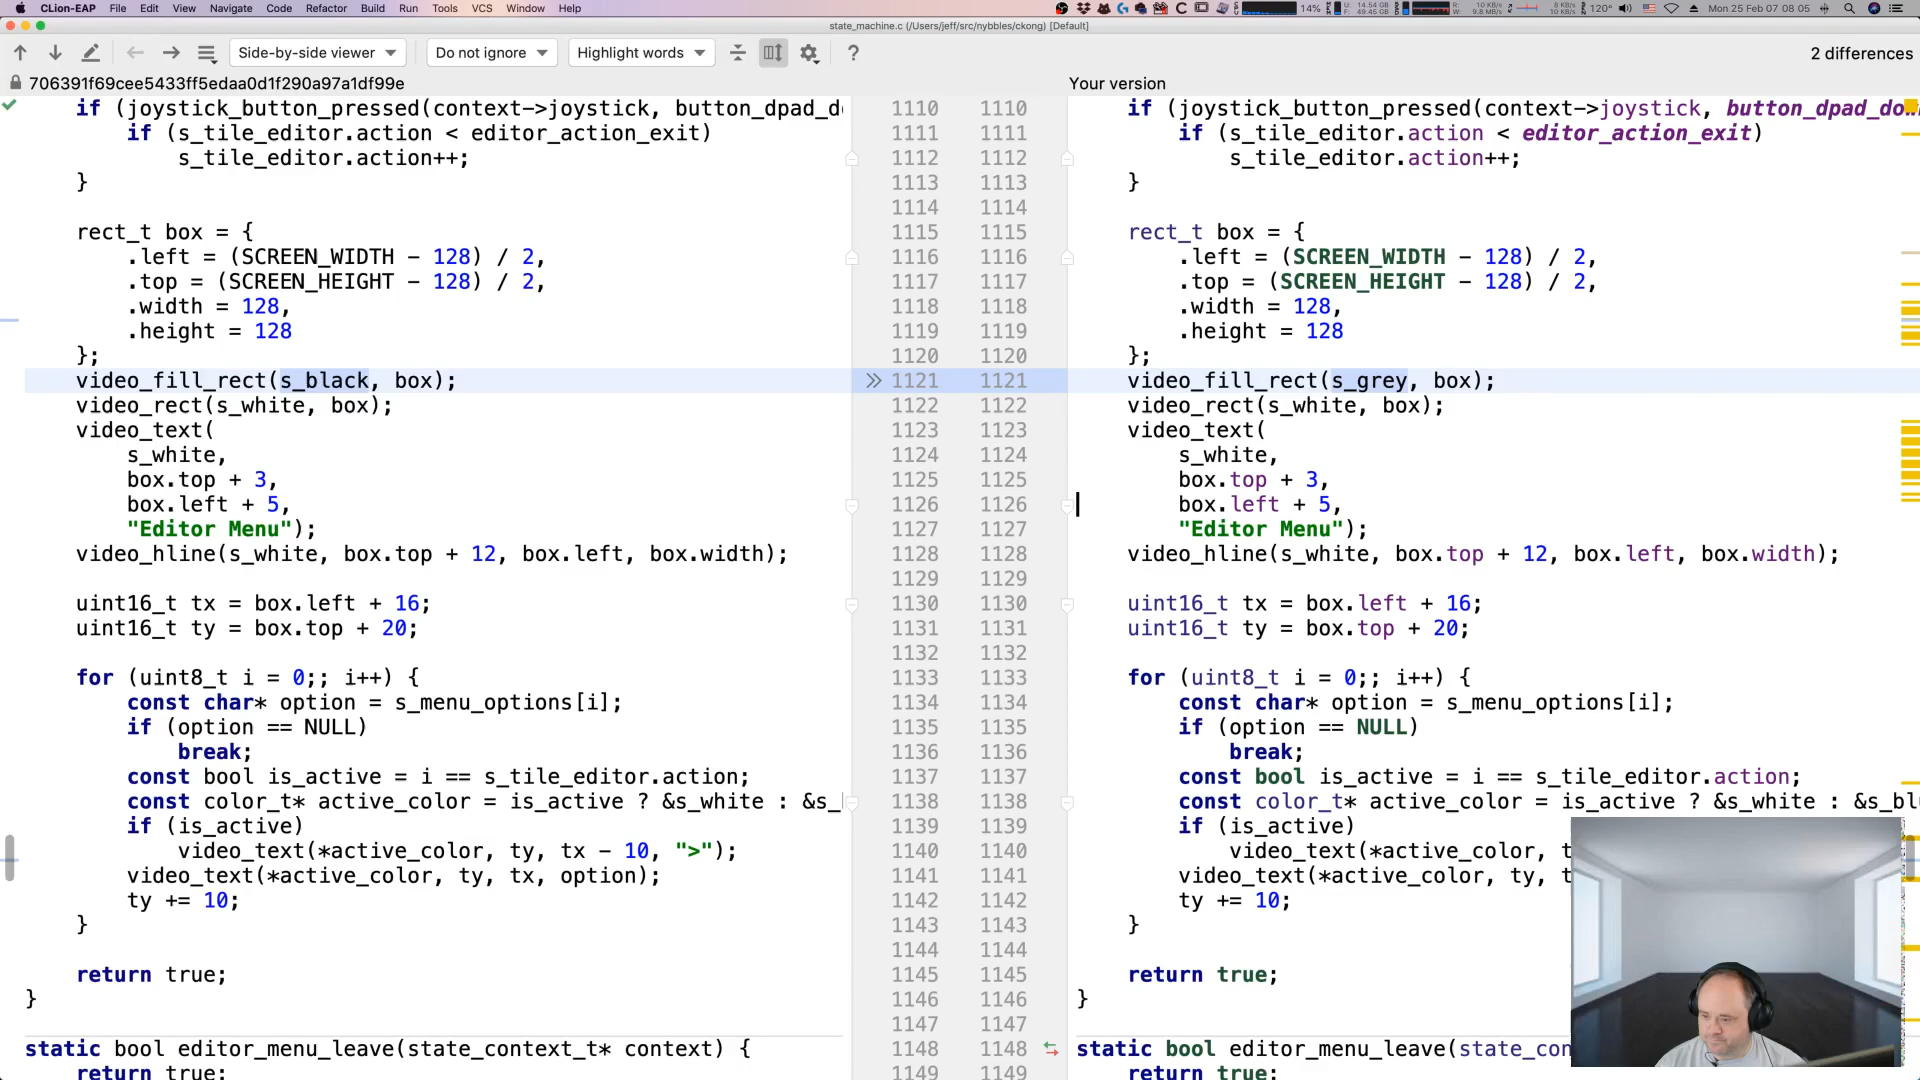 CLion-EAP File Edit View Navigate Code Refactor Build Run Tools VCS Window Help 14% 120° Mon 25 Feb 07 08 05
state_machine.c (/Users/jeff/src/nybbles/ckong) [Default]
Side-by-side viewer Do not ignore Highlight words ? 2 differences
706391f69cee5433ff5edaa0d1f290a97a1df99e Your version
if (joystick_button_pressed(context->joystick, button_dpad_d 1110 1110 if (joystick_button_pressed(context->joystick, button_dpad_dow
if (s_tile_editor.action < editor_action_exit) 1111 1111 if (s_tile_editor.action < editor_action_exit)
s_tile_editor.action++; 1112 1112 s_tile_editor.action++;
} 1113 1113 }
1114 1114
rect_t box = { 1115 1115 rect_t box = {
.left = (SCREEN_WIDTH - 128) / 2, 1116 1116 .left = (SCREEN_WIDTH - 128) / 2,
.top = (SCREEN_HEIGHT - 128) / 2, 1117 1117 .top = (SCREEN_HEIGHT - 128) / 2,
.width = 128, 1118 1118 .width = 128,
.height = 128 1119 1119 .height = 128
}; 1120 1120 };
video_fill_rect(s_black, box); 1121 1121 video_fill_rect(s_grey, box);
video_rect(s_white, box); 1122 1122 video_rect(s_white, box);
video_text( 1123 1123 video_text(
s_white, 1124 1124 s_white,
box.top + 3, 1125 1125 box.top + 3,
box.left + 5, 1126 1126 box.left + 5,
"Editor Menu"); 1127 1127 "Editor Menu");
video_hline(s_white, box.top + 12, box.left, box.width); 1128 1128 video_hline(s_white, box.top + 12, box.left, box.width);
1129 1129
uint16_t tx = box.left + 16; 1130 1130 uint16_t tx = box.left + 16;
uint16_t ty = box.top + 20; 1131 1131 uint16_t ty = box.top + 20;
1132 1132
for (uint8_t i = 0;; i++) { 1133 1133 for (uint8_t i = 0;; i++) {
const char* option = s_menu_options[i]; 1134 1134 const char* option = s_menu_options[i];
if (option == NULL) 1135 1135 if (option == NULL)
break; 1136 1136 break;
const bool is_active = i == s_tile_editor.action; 1137 1137 const bool is_active = i == s_tile_editor.action;
const color_t* active_color = is_active ? &s_white : &s_ 1138 1138 const color_t* active_color = is_active ? &s_white : &s_bl
if (is_active) 1139 1139 if (is_active)
video_text(*active_color, ty, tx - 10, ">"); 1140 1140 video_text(*active_color, t
video_text(*active_color, ty, tx, option); 1141 1141 video_text(*active_color, ty, t
ty += 10; 1142 1142 ty += 10;
} 1143 1143 }
1144 1144
return true; 1145 1145 return true;
} 1146 1146 }
1147 1147
static bool editor_menu_leave(state_context_t* context) { 1148 1148 static bool editor_menu_leave(state_con
return true; 1149 1149 return true;